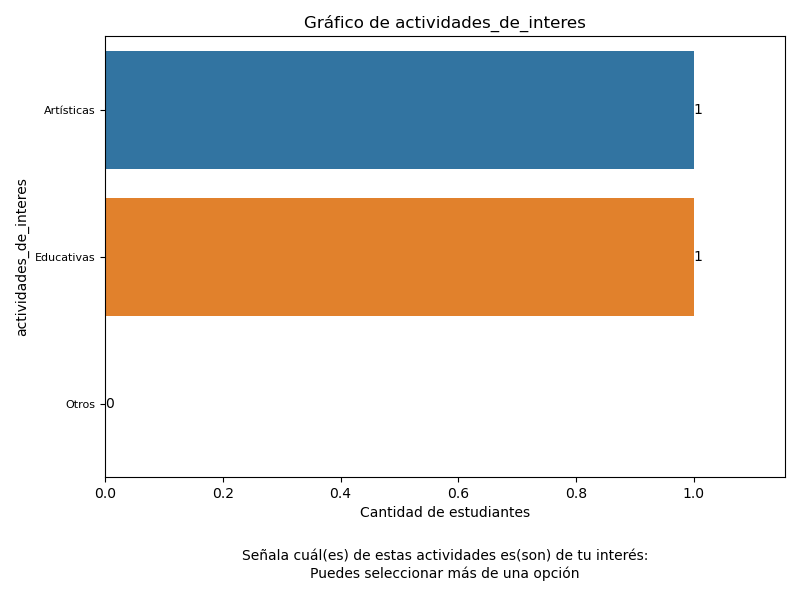 Gráfico de actividades_de_interes
actividades_de_interes
Artísticas
1
Educativas
1
Otros
0
0.0 0.2 0.4 0.6 0.8 1.0
Cantidad de estudiantes
Señala cuál(es) de estas actividades es(son) de tu interés:
Puedes seleccionar más de una opción